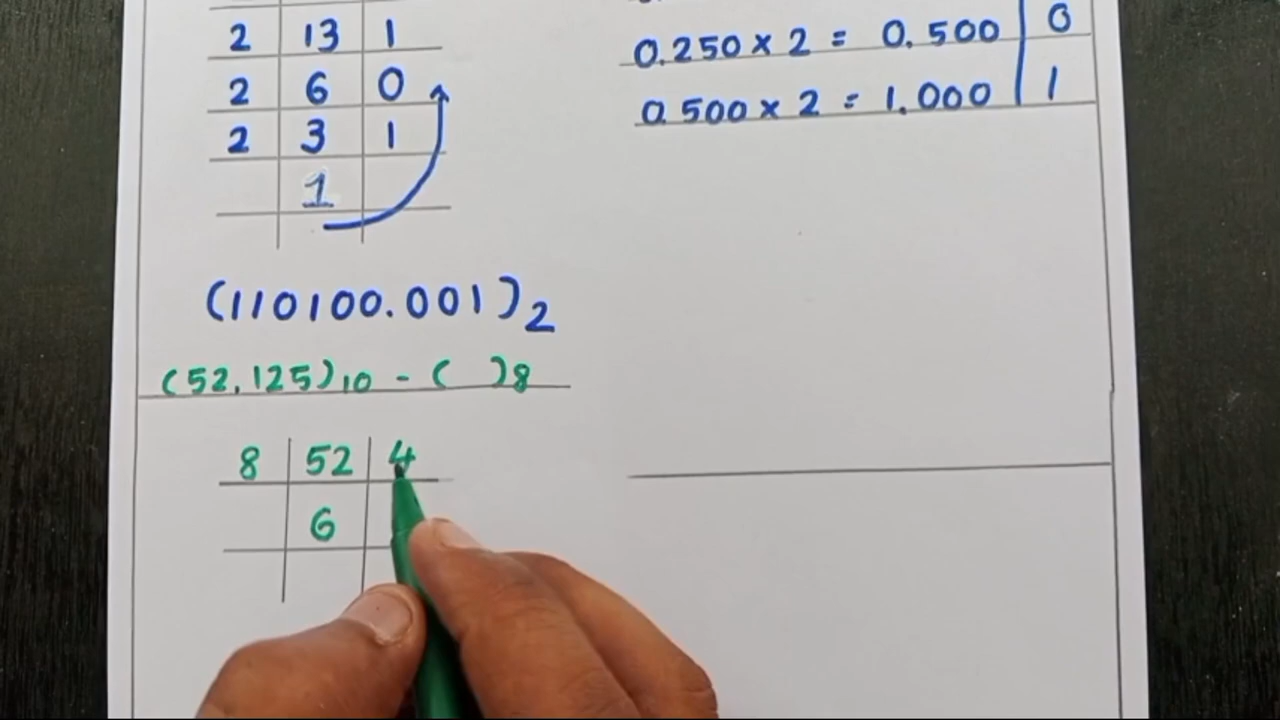 2 13 1
2 6 0
2 3 1
1
0.250 x 2 = 0.500 0
0.500 x 2 = 1.000 1
(110100.001)2
(52.125)10 - ( )8
8 52 4
6